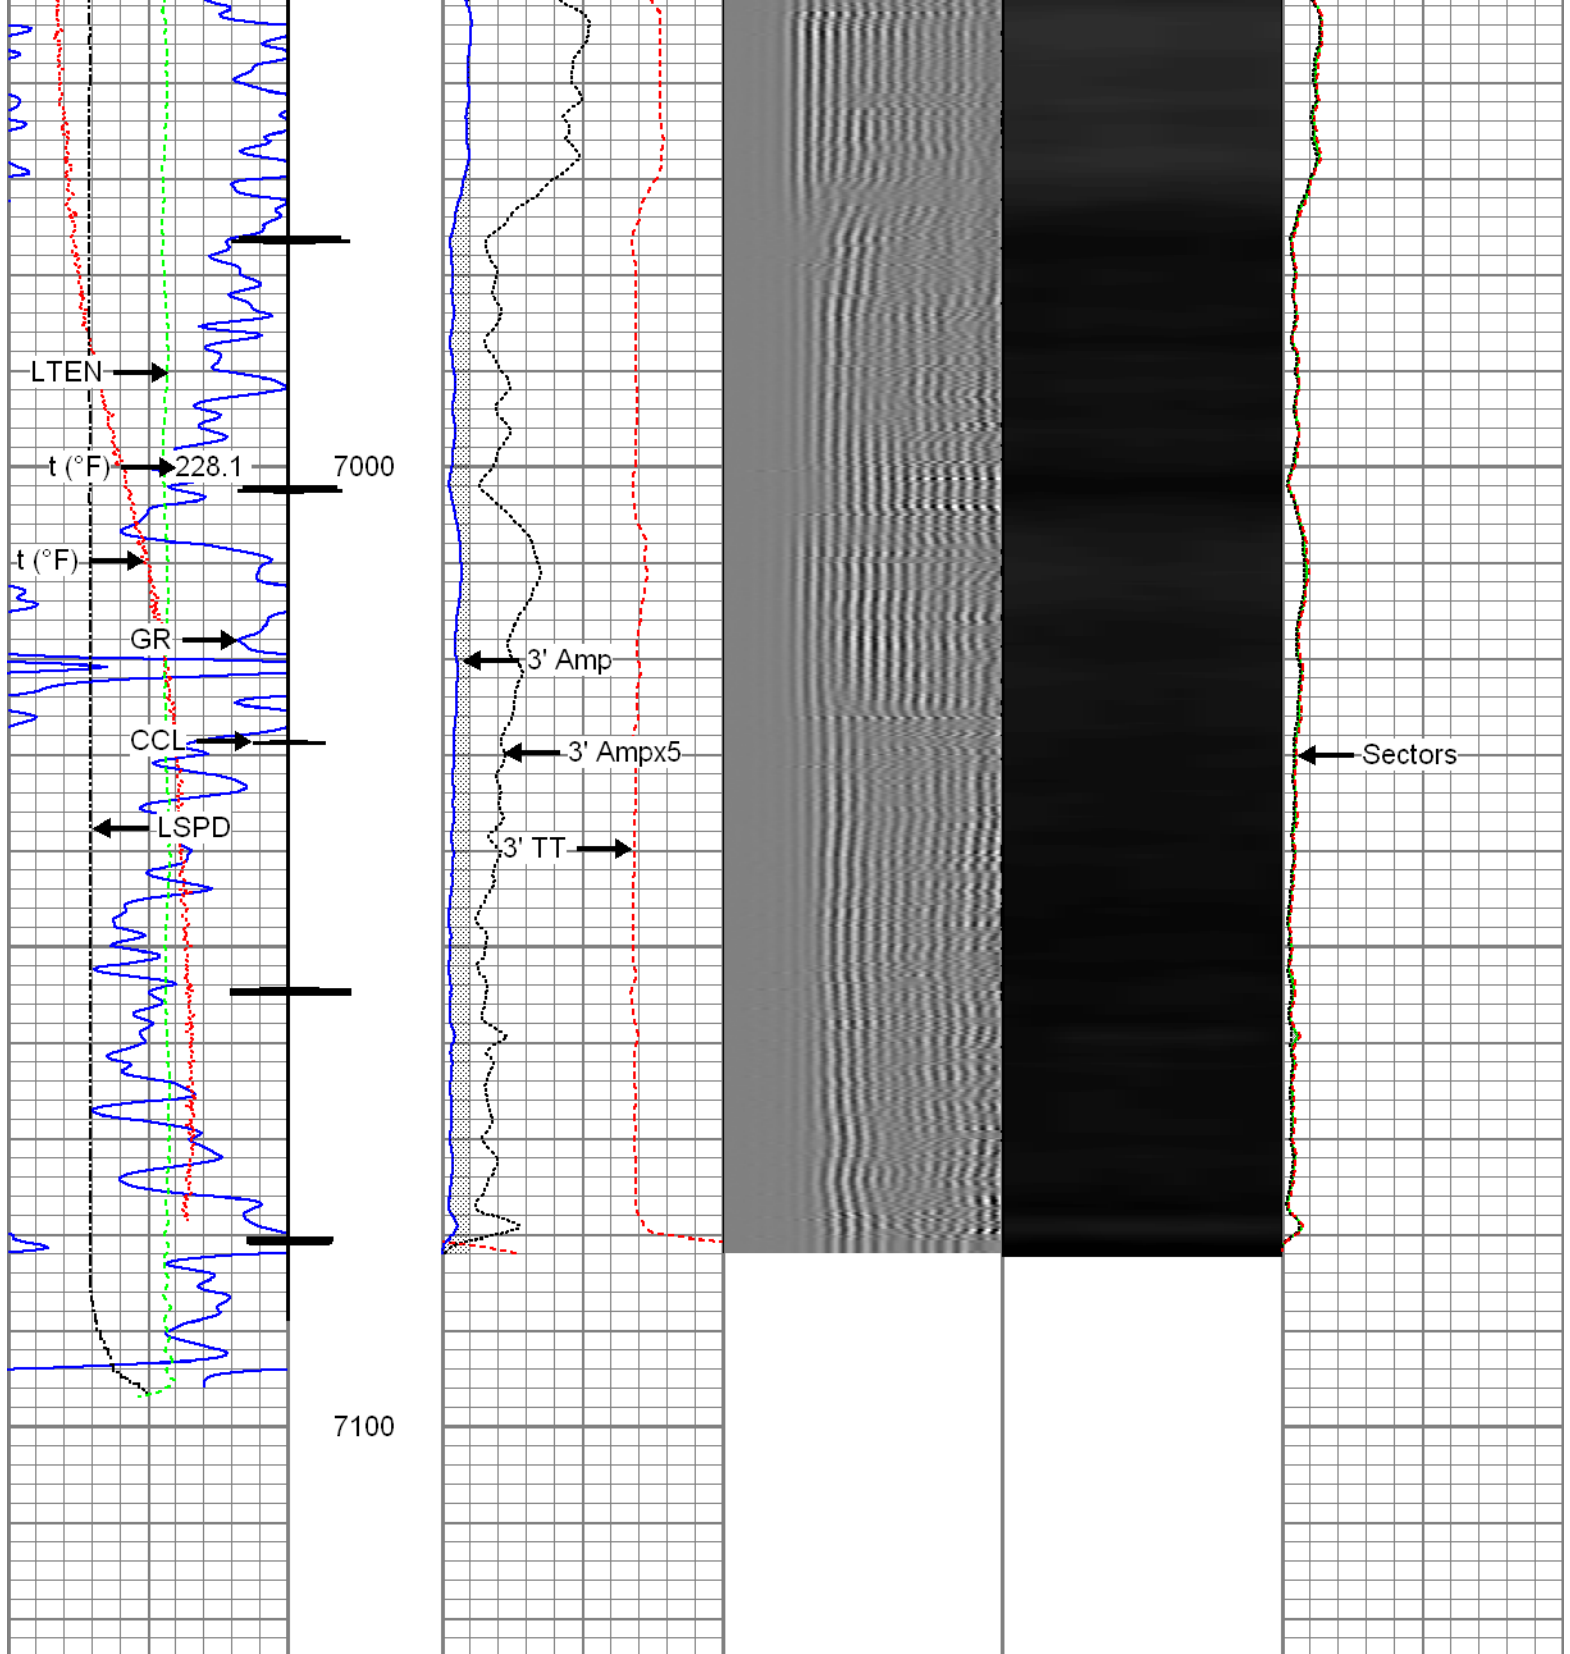 LTEN
t (°F) 228.1
7000
t (°F)
GR
3' Amp
CCL
3' Ampx5
Sectors
LSPD
3' TT
7100